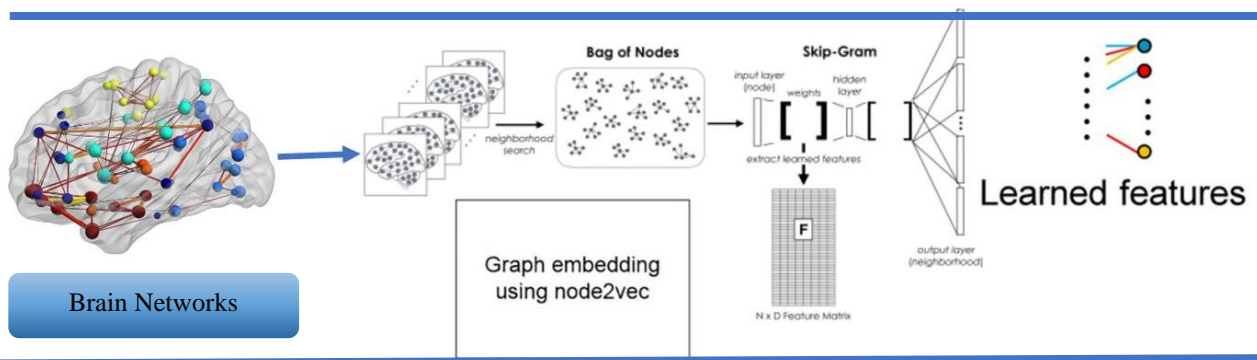 Brain Networks
neighborhood
search
Bag of Nodes
Graph embedding
using node2vec
Skip-Gram
input layer
(node)
weights
hidden
layer
extract learned features
F
N x D Feature Matrix
output layer
(neighborhood)
Learned features